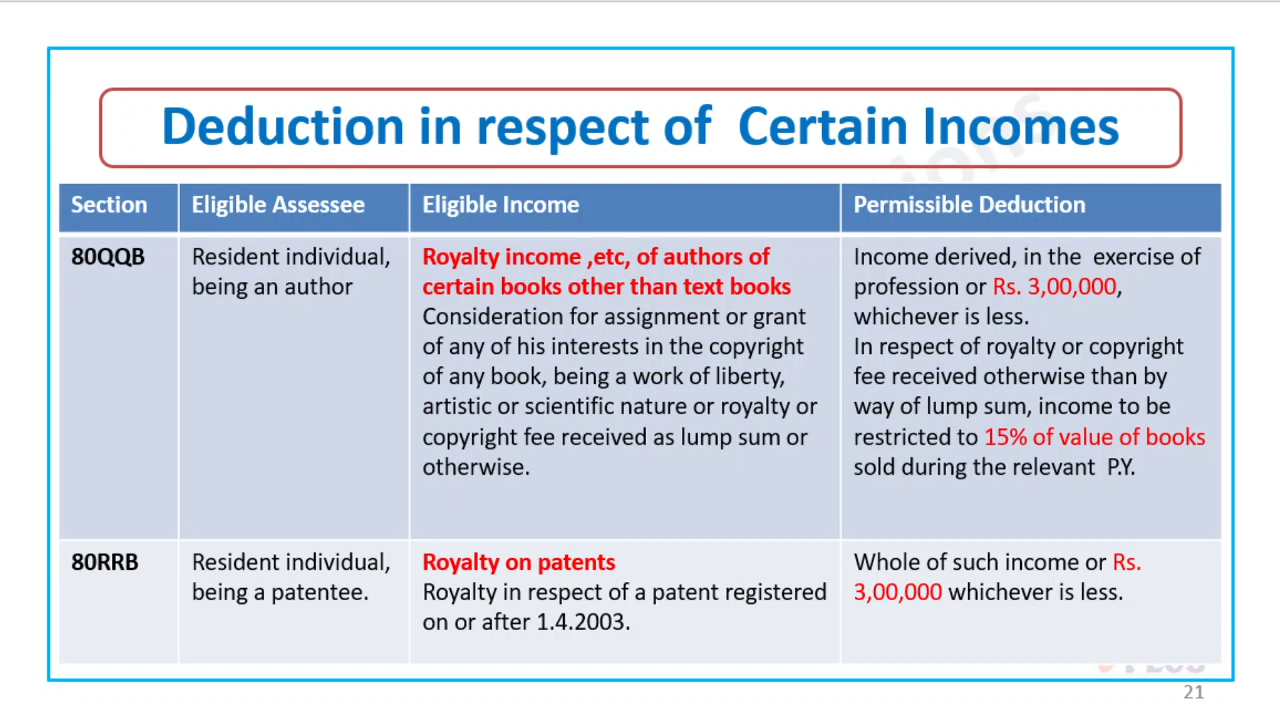 Deduction in respect of Certain Incomes
Section
Eligible Assessee
Eligible Income
Permissible Deduction
80QQB
Resident individual,
being an author
Royalty income ,etc, of authors of
certain books other than text books
Consideration for assignment or grant
of any of his interests in the copyright
of any book, being a work of liberty,
artistic or scientific nature or royalty or
copyright fee received as lump sum or
otherwise.
Income derived, in the exercise of
profession or Rs. 3,00,000,
whichever is less.
In respect of royalty or copyright
fee received otherwise than by
way of lump sum, income to be
restricted to 15% of value of books
sold during the relevant P.Y.
80RRB
Resident individual,
being a patentee.
Royalty on patents
Royalty in respect of a patent registered
on or after 1.4.2003.
Whole of such income or Rs.
3,00,000 whichever is less.
21